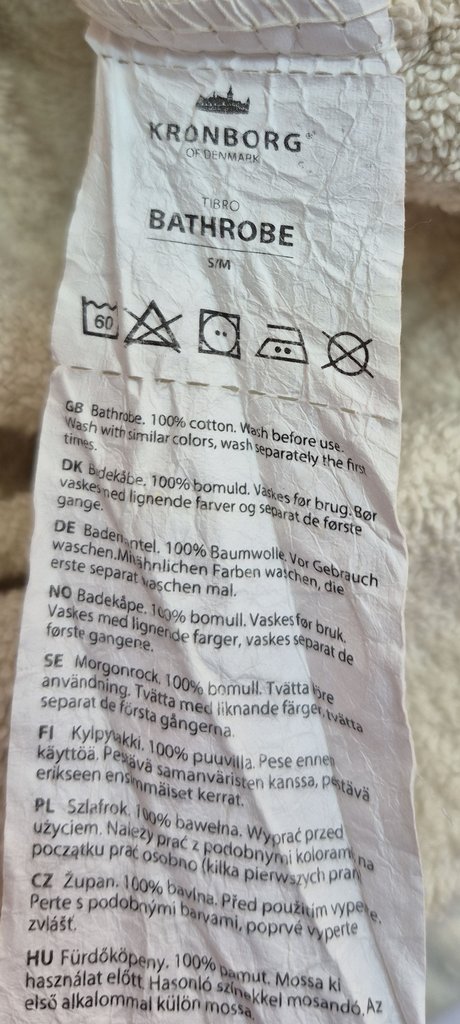 KRONBORG®
OF DENMARK
TIBRO
BATHROBE
S/M
60
GB Bathrobe. 100% cotton. Wash before use.
Wash with similar colors, wash separately the first
times.
DK Badekåbe. 100% bomuld. Vaskes før brug. Bør
vaskes med lignende farver og separat de første
gange.
DE Bademantel. 100% Baumwolle. Vor Gebrauch
waschen. Mit ähnlichen Farben waschen, die
erste separat waschen mal.
NO Badekåpe. 100% bomull. Vaskes før bruk.
Vaskes med lignende farger, vaskes separat de
første gangene.
SE Morgonrock. 100% bomull. Tvätta före
användning. Tvätta med liknande färger, tvätta
separat de första gångerna.
FI Kylpytakki. 100% puuvilla. Pese ennen
käyttöä. Pestävä samanväristen kanssa, pestävä
erikseen ensimmäiset kerrat.
PL Szlafrok. 100% bawełna. Wyprać przed
użyciem. Należy prać z podobnymi kolorami, na
początku prać osobno (kilka pierwszych prań)
CZ Župan. 100% bavlna. Před použitím vyperte.
Perte s podobnými barvami, poprvé vyperte
zvlášť.
HU Fürdőköpeny. 100% pamut. Mossa ki
használat előtt. Hasonló színekkel mosandó. Az
első alkalommal külön mossa.